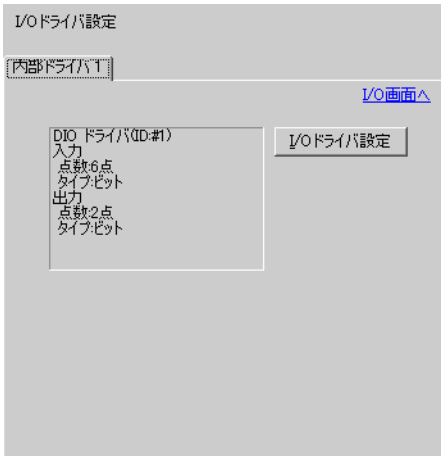 I/Oドライバ設定
内部ドライバ 1
I/O画面へ
DIO ドライバ(ID:#1)
I/Oドライバ設定
入力
点数:6点
タイプ:ビット
出力
点数:2点
タイプ:ビット